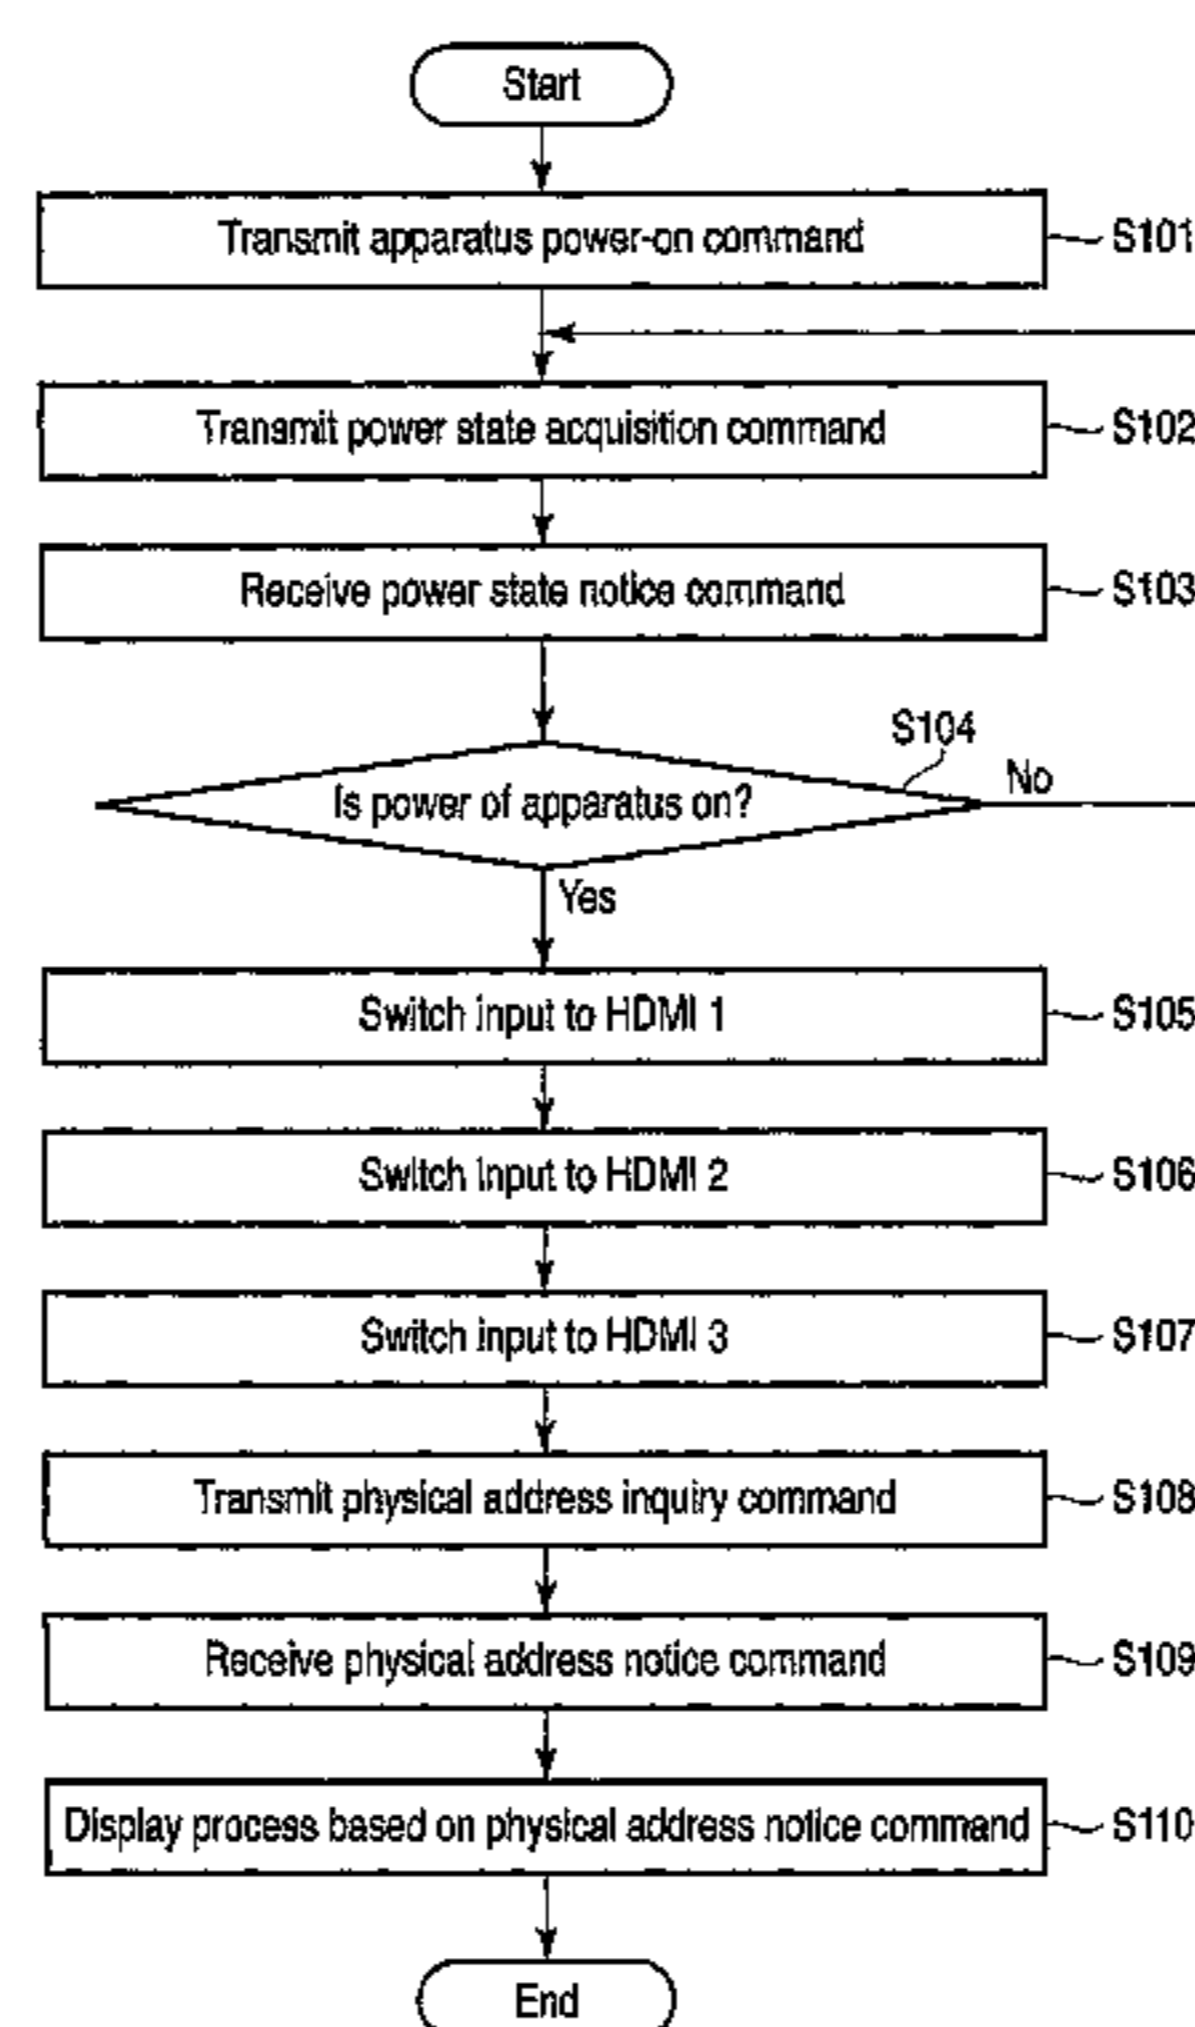 Start
Transmit apparatus power-on command
S101
Transmit power state acquisition command
S102
Receive power state notice command
S103
S104
Is power of apparatus on?
No
Yes
Switch input to HDMI 1
S105
Switch input to HDMI 2
S106
Switch input to HDMI 3
S107
Transmit physical address inquiry command
S108
Receive physical address notice command
S109
Display process based on physical address notice command
S110
End